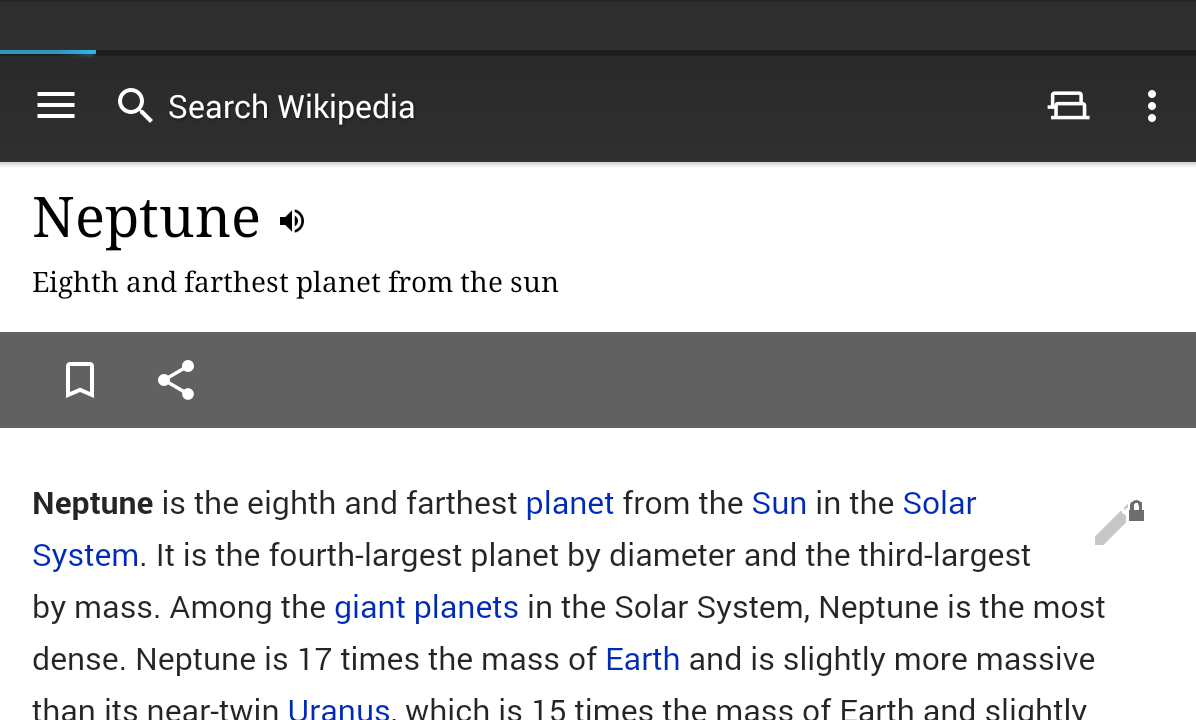 Search Wikipedia
Neptune
Eighth and farthest planet from the sun
Neptune is the eighth and farthest planet from the Sun in the Solar
System. It is the fourth-largest planet by diameter and the third-largest
by mass. Among the giant planets in the Solar System, Neptune is the most
dense. Neptune is 17 times the mass of Earth and is slightly more massive
than its near-twin Uranus, which is 15 times the mass of Earth and slightly